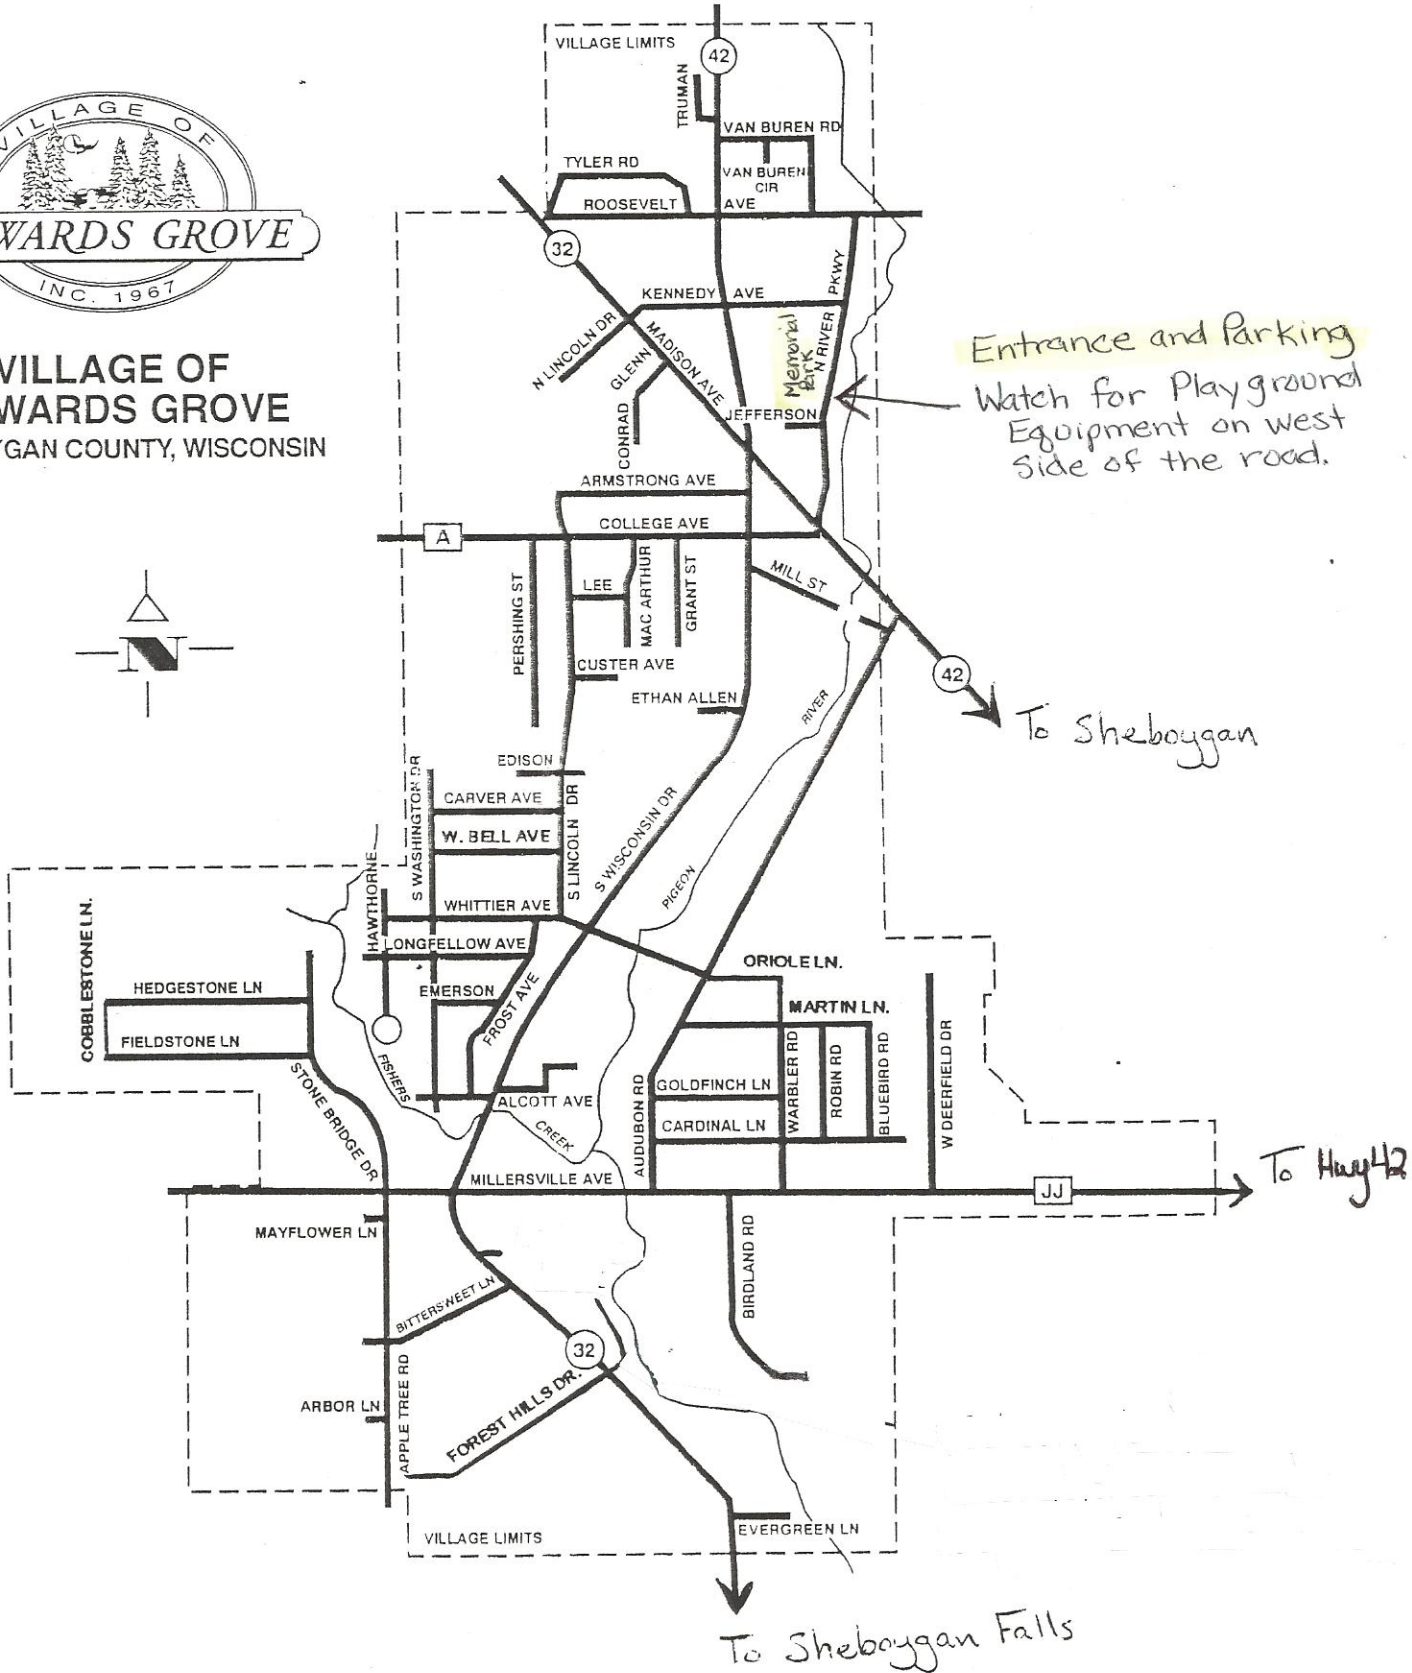 VILLAGE OF
WARDS GROVE
INC. 1967
VILLAGE OF
WARDS GROVE
YGAN COUNTY, WISCONSIN
N
VILLAGE LIMITS
42
TRUMAN
VAN BUREN RD
VAN BUREN
CIR
TYLER RD
ROOSEVELT AVE
32
KENNEDY AVE
N LINCOLN DR
MADISON AVE
GLENN
CONRAD
Memorial
Park
N RIVER PKWY
JEFFERSON
Entrance and Parking
Watch for Playground
Equipment on west
side of the road.
ARMSTRONG AVE
A
COLLEGE AVE
PERSHING ST
LEE
MAC ARTHUR
GRANT ST
MILL ST
CUSTER AVE
ETHAN ALLEN
42
To Sheboygan
PIGEON RIVER
EDISON
S WASHINGTON DR
CARVER AVE
W. BELL AVE
S LINCOLN DR
S WISCONSIN DR
HAWTHORNE
WHITTIER AVE
LONGFELLOW AVE
EMERSON
FROST AVE
COBBLESTONE LN.
HEDGESTONE LN
FIELDSTONE LN
STONE BRIDGE DR
FISHERS CREEK
ALCOTT AVE
ORIOLE LN.
MARTIN LN.
AUDUBON RD
GOLDFINCH LN
CARDINAL LN
WARBLER RD
ROBIN RD
BLUEBIRD RD
W DEERFIELD DR
MILLERSVILLE AVE
JJ
To Hwy 42
MAYFLOWER LN
BITTERSWEET LN
BIRDLAND RD
32
ARBOR LN
APPLE TREE RD
FOREST HILLS DR.
VILLAGE LIMITS
EVERGREEN LN
To Sheboygan Falls